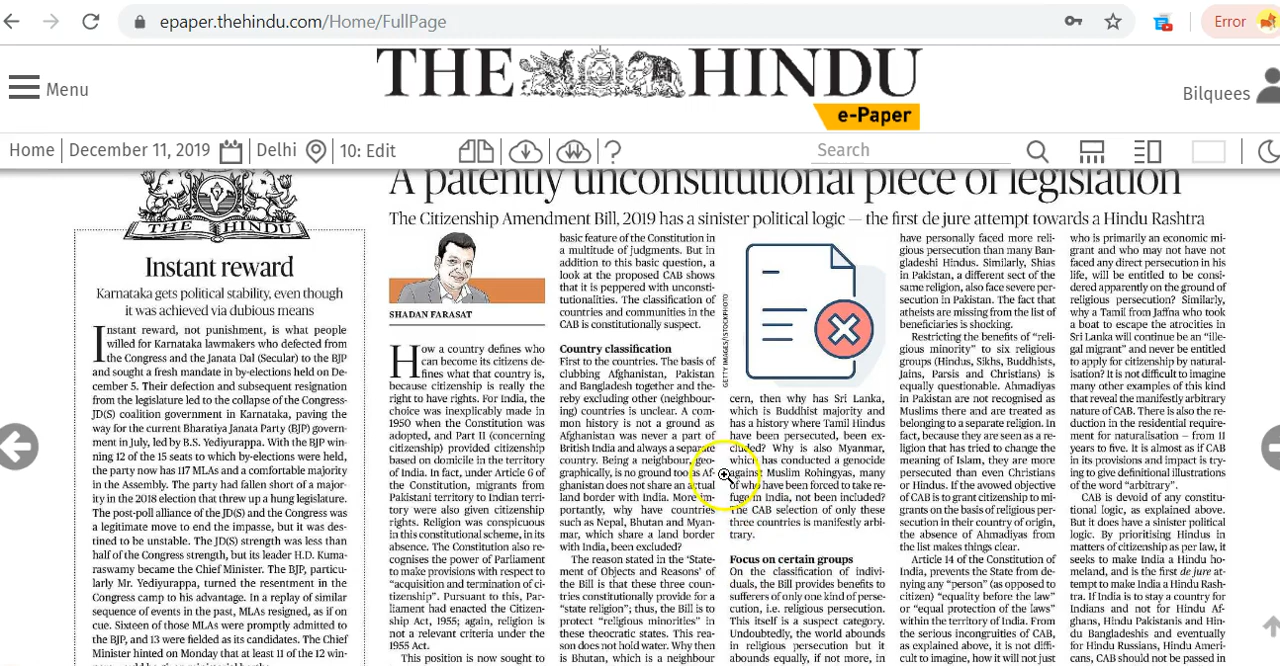 epaper.thehindu.com/Home/FullPage
Error
Menu
THE HINDU
e-Paper
Bilquees
Home
December 11, 2019
Delhi
10: Edit
?
Search
THE HINDU
Instant reward
Karnataka gets political stability, even though
it was achieved via dubious means
Instant reward, not punishment, is what people
willed for Karnataka lawmakers who defected from
the Congress and the Janata Dal (Secular) to the BJP
and sought a fresh mandate in by-elections held on De-
cember 5. Their defection and subsequent resignation
from the legislature led to the collapse of the Congress-
JD(S) coalition government in Karnataka, paving the
way for the current Bharatiya Janata Party (BJP) govern-
ment in July, led by B.S. Yediyurappa. With the BJP win-
ning 12 of the 15 seats to which by-elections were held,
the party now has 117 MLAs and a comfortable majority
in the Assembly. The party had fallen short of a major-
ity in the 2018 election that threw up a hung legislature.
The post-poll alliance of the JD(S) and the Congress was
a legitimate move to end the impasse, but it was des-
tined to be unstable. The JD(S) strength was less than
half of the Congress strength, but its leader H.D. Kuma-
raswamy became the Chief Minister. The BJP, particu-
larly Mr. Yediyurappa, turned the resentment in the
Congress camp to his advantage. In a replay of similar
sequence of events in the past, MLAs resigned, as if on
cue. Sixteen of those MLAs were promptly admitted to
the BJP, and 13 were fielded as its candidates. The Chief
Minister hinted on Monday that at least 11 of the 12 win-
A patently unconstitutional piece of legislation
The Citizenship Amendment Bill, 2019 has a sinister political logic — the first de jure attempt towards a Hindu Rashtra
SHADAN FARASAT
How a country defines who
can become its citizens de-
fines what that country is,
because citizenship is really the
right to have rights. For India, the
choice was inexplicably made in
1950 when the Constitution was
adopted, and Part II (concerning
citizenship) provided citizenship
based on domicile in the territory
of India. In fact, under Article 6 of
the Constitution, migrants from
Pakistani territory to Indian terri-
tory were also given citizenship
rights. Religion was conspicuous
in this constitutional scheme, in its
absence. The Constitution also re-
cognises the power of Parliament
to make provisions with respect to
“acquisition and termination of ci-
tizenship”. Pursuant to this, Par-
liament had enacted the Citizen-
ship Act, 1955; again, religion is
not a relevant criteria under the
1955 Act.
This position is now sought to
basic feature of the Constitution in
a multitude of judgments. But in
addition to this basic question, a
look at the proposed CAB shows
that it is peppered with unconsti-
tutionalities. The classification of
countries and communities in the
CAB is constitutionally suspect.
Country classification
First to the countries. The basis of
clubbing Afghanistan, Pakistan
and Bangladesh together and the-
reby excluding other (neighbour-
ing) countries is unclear. A com-
mon history is not a ground as
Afghanistan was never a part of
British India and always a separate
country. Being a neighbour, geo-
graphically, is no ground too as Af-
ghanistan does not share an actual
land border with India. More im-
portantly, why have countries
such as Nepal, Bhutan and Myan-
mar, which share a land border
with India, been excluded?
The reason stated in the ‘State-
ment of Objects and Reasons’ of
the Bill is that these three coun-
tries constitutionally provide for a
“state religion”; thus, the Bill is to
protect “religious minorities” in
these theocratic states. This rea-
son does not hold water. Why then
is Bhutan, which is a neighbour
GETTY IMAGES/ISTOCKPHOTO
cern, then why has Sri Lanka,
which is Buddhist majority and
has a history where Tamil Hindus
have been persecuted, been ex-
cluded? Why is also Myanmar,
which has conducted a genocide
against Muslim Rohingyas, many
of who have been forced to take re-
fuge in India, not been included?
The CAB selection of only these
three countries is manifestly arbi-
trary.
Focus on certain groups
On the classification of individ-
uals, the Bill provides benefits to
sufferers of only one kind of perse-
cution, i.e. religious persecution.
This itself is a suspect category.
Undoubtedly, the world abounds
in religious persecution but it
abounds equally, if not more, in
have personally faced more reli-
gious persecution than many Ban-
gladeshi Hindus. Similarly, Shias
in Pakistan, a different sect of the
same religion, also face severe per-
secution in Pakistan. The fact that
atheists are missing from the list of
beneficiaries is shocking.
Restricting the benefits of “reli-
gious minority” to six religious
groups (Hindus, Sikhs, Buddhists,
Jains, Parsis and Christians) is
equally questionable. Ahmadiyas
in Pakistan are not recognised as
Muslims there and are treated as
belonging to a separate religion. In
fact, because they are seen as a re-
ligion that has tried to change the
meaning of Islam, they are more
persecuted than even Christians
or Hindus. If the avowed objective
of CAB is to grant citizenship to mi-
grants on the basis of religious per-
secution in their country of origin,
the absence of Ahmadiyas from
the list makes things clear.
Article 14 of the Constitution of
India, prevents the State from de-
nying any “person” (as opposed to
citizen) “equality before the law”
or “equal protection of the laws”
within the territory of India. From
the serious incongruities of CAB,
as explained above, it is not diffi-
cult to imagine, how it will not just
who is primarily an economic mi-
grant and who may not have not
faced any direct persecution in his
life, will be entitled to be consi-
dered apparently on the ground of
religious persecution? Similarly,
why a Tamil from Jaffna who took
a boat to escape the atrocities in
Sri Lanka will continue be an “ille-
gal migrant” and never be entitled
to apply for citizenship by natural-
isation? It is not difficult to imagine
many other examples of this kind
that reveal the manifestly arbitrary
nature of CAB. There is also the re-
duction in the residential require-
ment for naturalisation — from 11
years to five. It is almost as if CAB
in its provisions and impact is try-
ing to give definitional illustrations
of the word “arbitrary”.
CAB is devoid of any constitu-
tional logic, as explained above.
But it does have a sinister political
logic. By prioritising Hindus in
matters of citizenship as per law, it
seeks to make India a Hindu ho-
meland, and is the first de jure at-
tempt to make India a Hindu Rash-
tra. If India is to stay a country for
Indians and not for Hindu Af-
ghans, Hindu Pakistanis and Hin-
du Bangladeshis and eventually
for Hindu Russians, Hindu Ameri-
cans, CAB should not be passed in